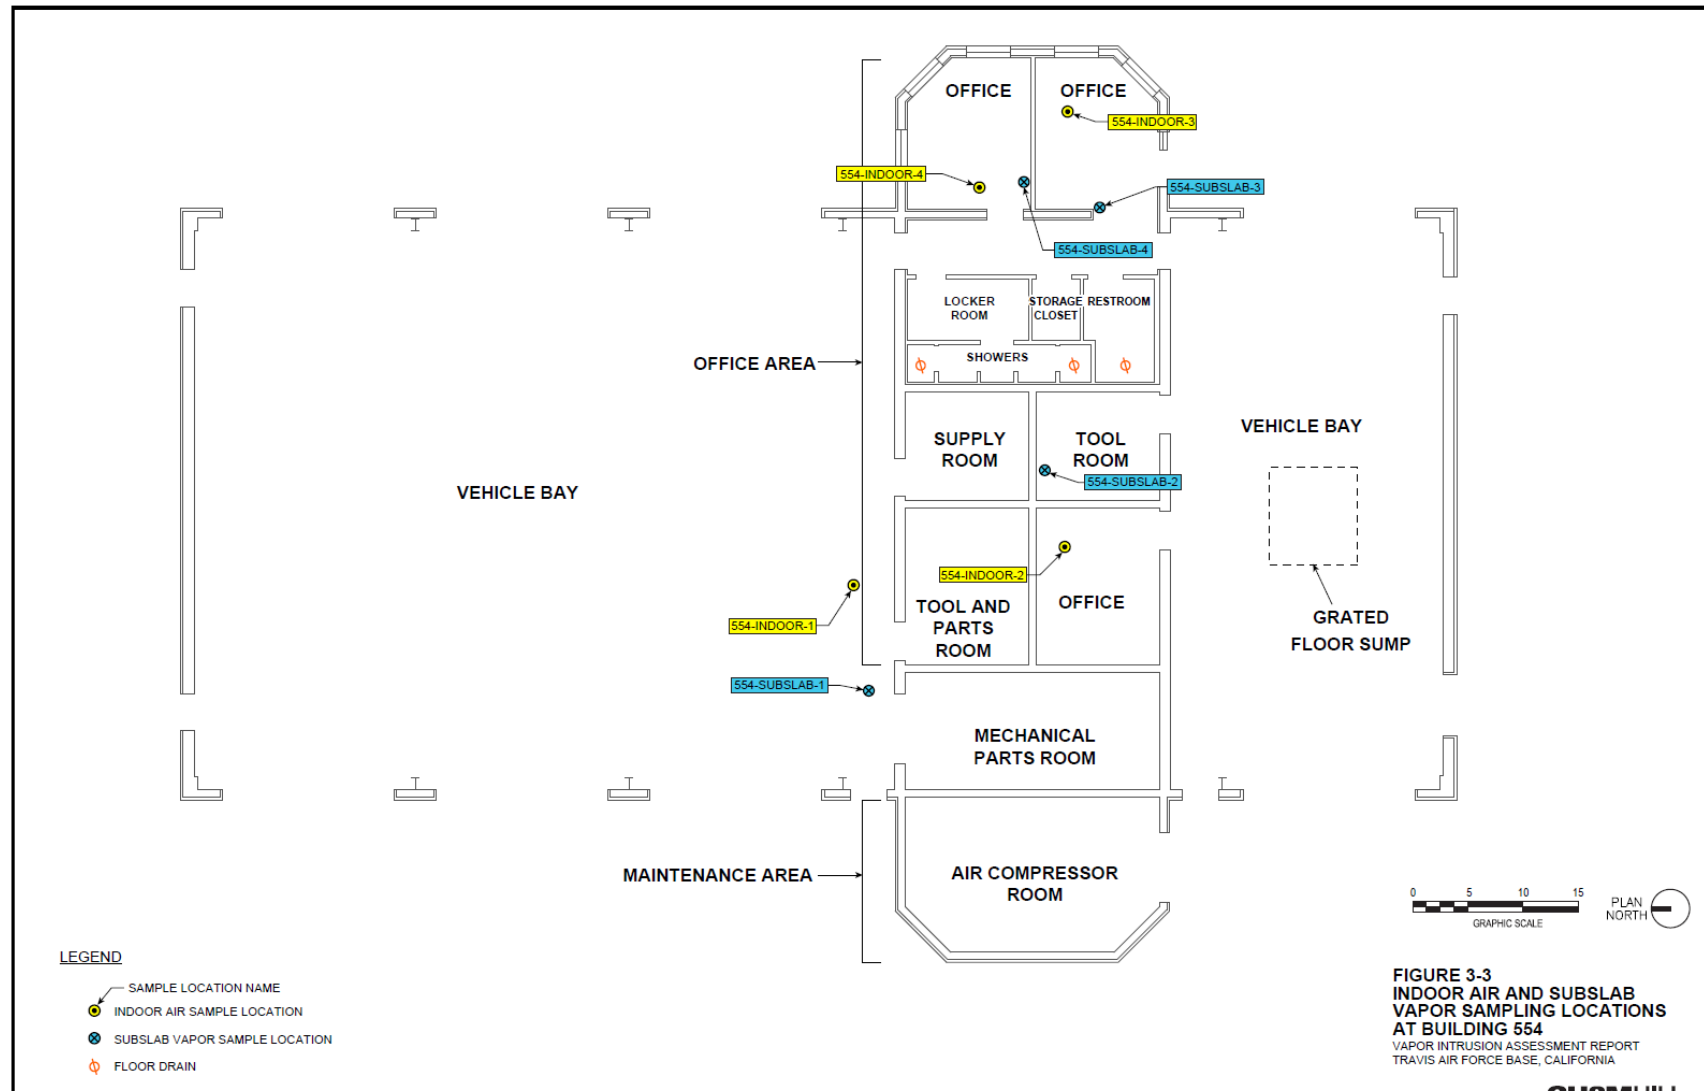 OFFICE
OFFICE
554-INDOOR-3
554-INDOOR-4
554-SUBSLAB-3
554-SUBSLAB-4
LOCKER
ROOM
STORAGE
CLOSET
RESTROOM
SHOWERS
OFFICE AREA
SUPPLY
ROOM
TOOL
ROOM
554-SUBSLAB-2
VEHICLE BAY
VEHICLE BAY
554-INDOOR-2
OFFICE
TOOL AND
PARTS
ROOM
554-INDOOR-1
GRATED
FLOOR SUMP
554-SUBSLAB-1
MECHANICAL
PARTS ROOM
MAINTENANCE AREA
AIR COMPRESSOR
ROOM
0 5 10 15
GRAPHIC SCALE
PLAN
NORTH
LEGEND
SAMPLE LOCATION NAME
INDOOR AIR SAMPLE LOCATION
SUBSLAB VAPOR SAMPLE LOCATION
FLOOR DRAIN
FIGURE 3-3
INDOOR AIR AND SUBSLAB
VAPOR SAMPLING LOCATIONS
AT BUILDING 554
VAPOR INTRUSION ASSESSMENT REPORT
TRAVIS AIR FORCE BASE, CALIFORNIA